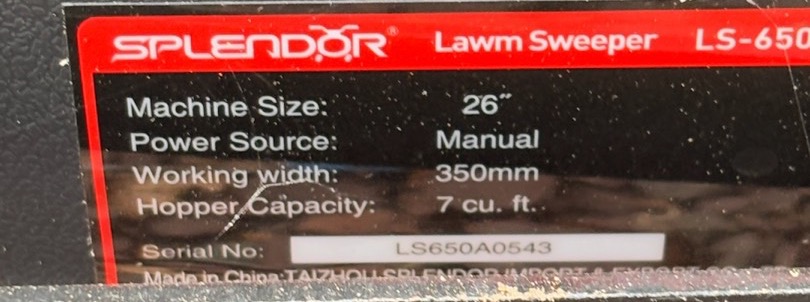 SPLENDOR® Lawm Sweeper LS-650
Machine Size: 26″
Power Source: Manual
Working width: 350mm
Hopper Capacity: 7 cu. ft.
Serial No: LS650A0543
Made in China TAIZHOU SPLENDOR IMPORT & EXPORT